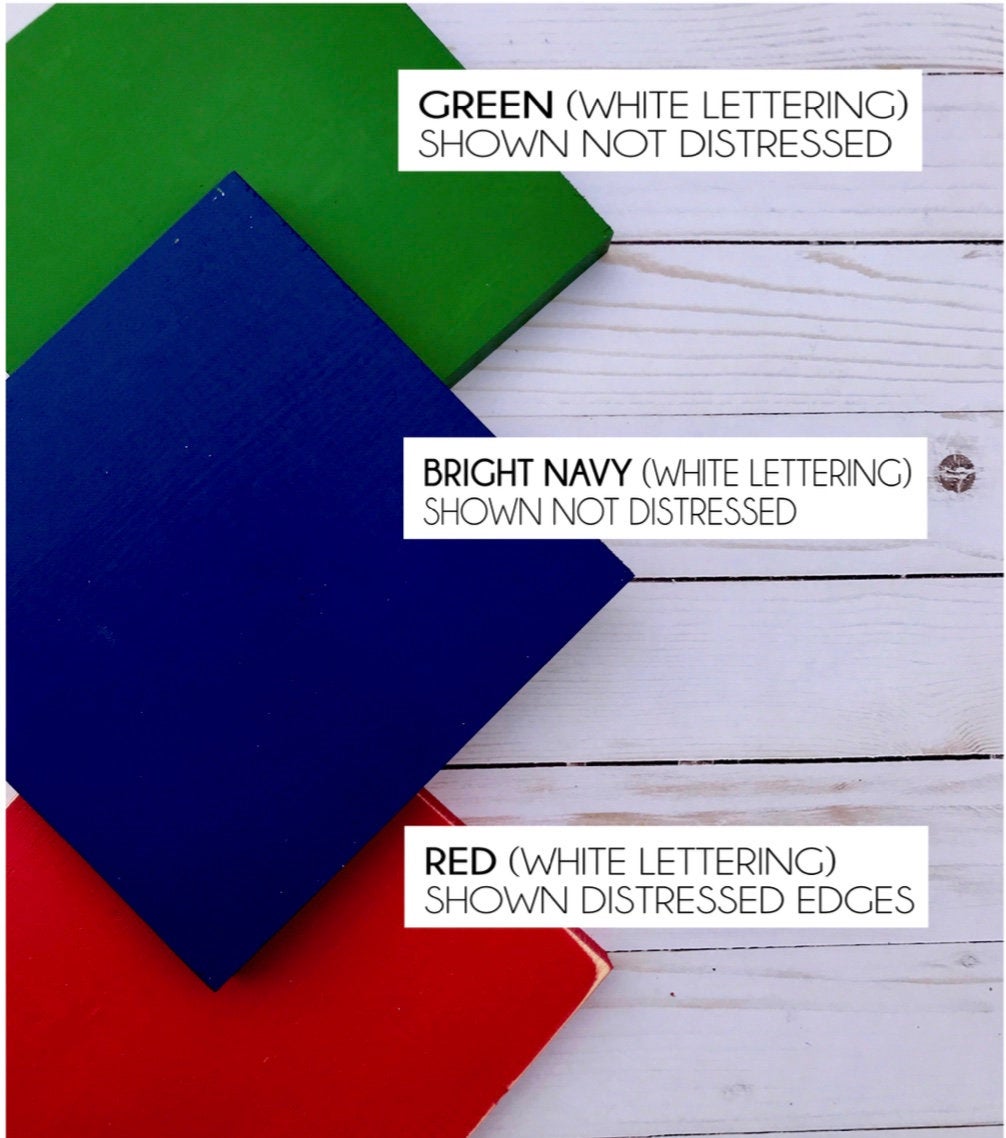 GREEN (WHITE LETTERING)
SHOWN NOT DISTRESSED
BRIGHT NAVY (WHITE LETTERING)
SHOWN NOT DISTRESSED
RED (WHITE LETTERING)
SHOWN DISTRESSED EDGES